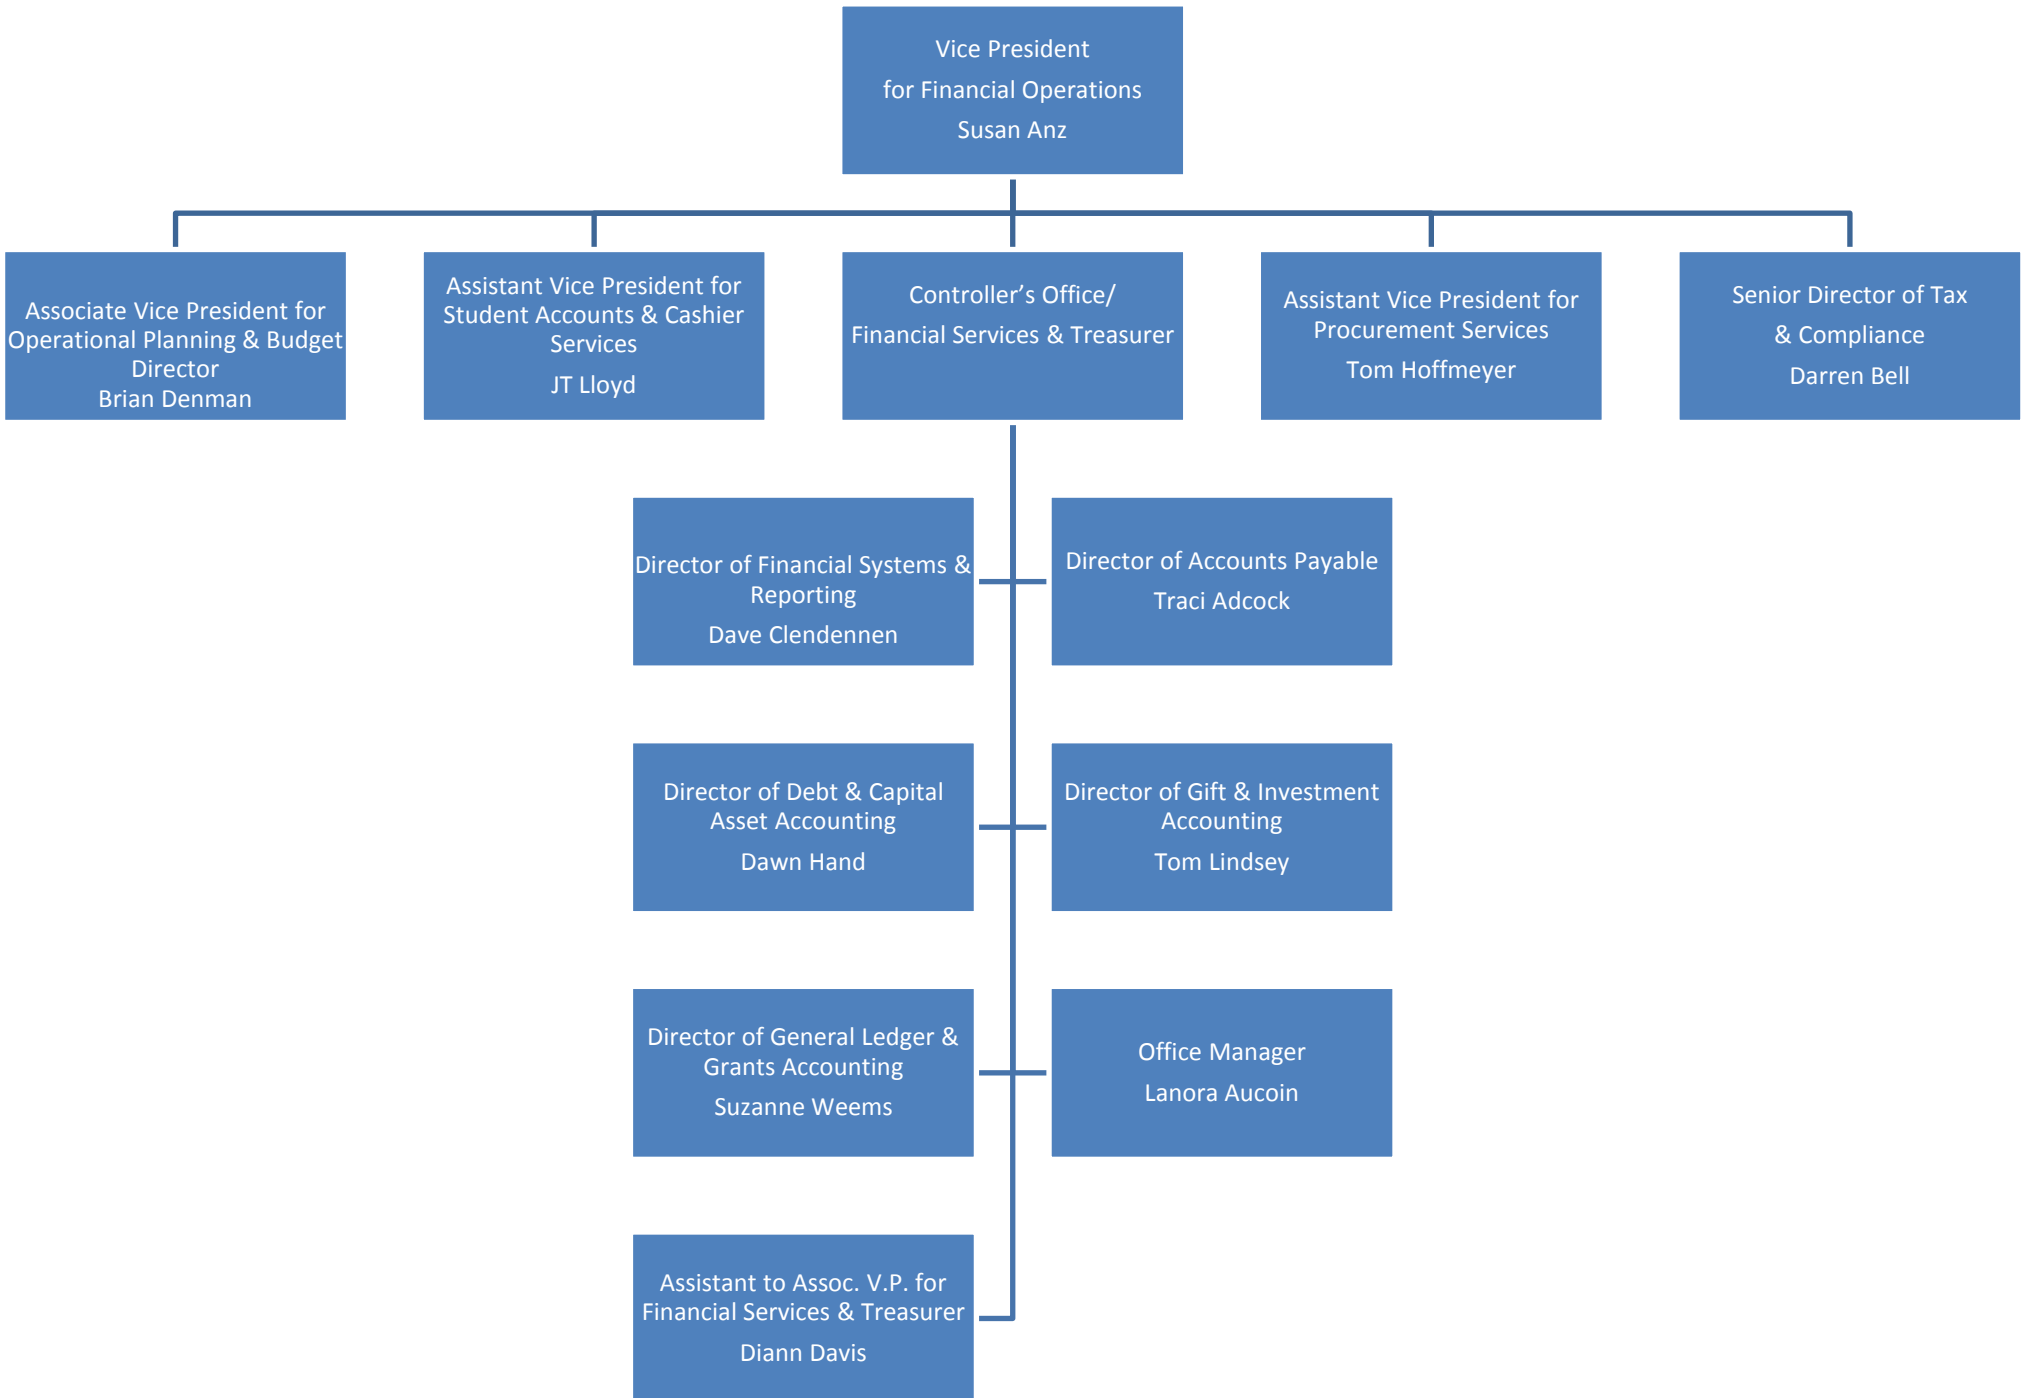 Vice President
for Financial Operations
Susan Anz
Associate Vice President for
Operational Planning & Budget
Director
Brian Denman
Assistant Vice President for
Student Accounts & Cashier
Services
JT Lloyd
Controller’s Office/
Financial Services & Treasurer
Assistant Vice President for
Procurement Services
Tom Hoffmeyer
Senior Director of Tax
& Compliance
Darren Bell
Director of Financial Systems &
Reporting
Dave Clendennen
Director of Accounts Payable
Traci Adcock
Director of Debt & Capital
Asset Accounting
Dawn Hand
Director of Gift & Investment
Accounting
Tom Lindsey
Director of General Ledger &
Grants Accounting
Suzanne Weems
Office Manager
Lanora Aucoin
Assistant to Assoc. V.P. for
Financial Services & Treasurer
Diann Davis